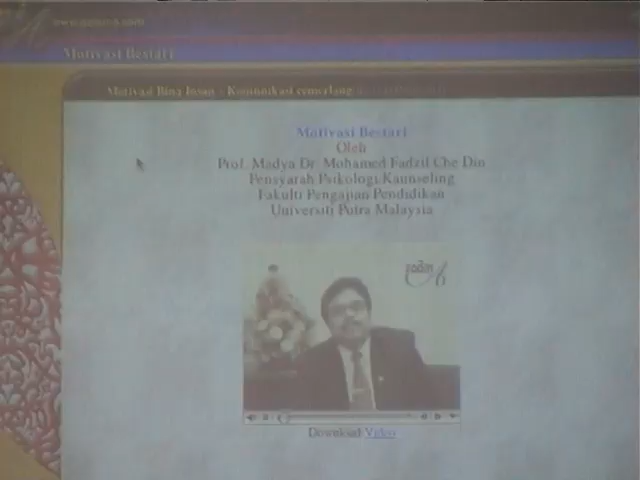 Motivasi Bestari
Motivasi Bina Insan - Komunikasi cemerlang
Motivasi Bestari
Oleh
Prof. Madya Dr. Mohamed Fadzil Che Din
Pensyarah Psikologi Kaunseling
Fakulti Pengajian Pendidikan
Universiti Putra Malaysia
Download Video